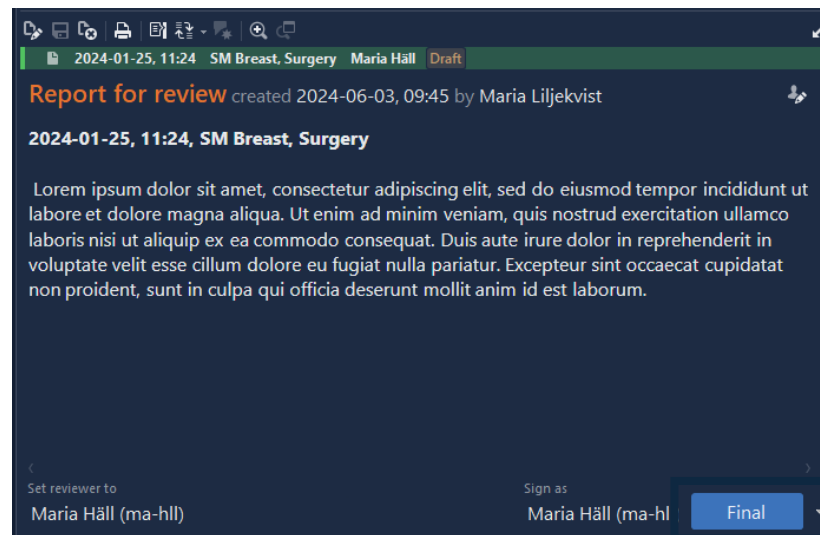 2024-01-25, 11:24 SM Breast, Surgery Maria Häll Draft
Report for review created 2024-06-03, 09:45 by Maria Liljekvist
2024-01-25, 11:24, SM Breast, Surgery
Lorem ipsum dolor sit amet, consectetur adipiscing elit, sed do eiusmod tempor incididunt ut
labore et dolore magna aliqua. Ut enim ad minim veniam, quis nostrud exercitation ullamco
laboris nisi ut aliquip ex ea commodo consequat. Duis aute irure dolor in reprehenderit in
voluptate velit esse cillum dolore eu fugiat nulla pariatur. Excepteur sint occaecat cupidatat
non proident, sunt in culpa qui officia deserunt mollit anim id est laborum.
Set reviewer to Sign as
Maria Häll (ma-hll) Maria Häll (ma-hl Final